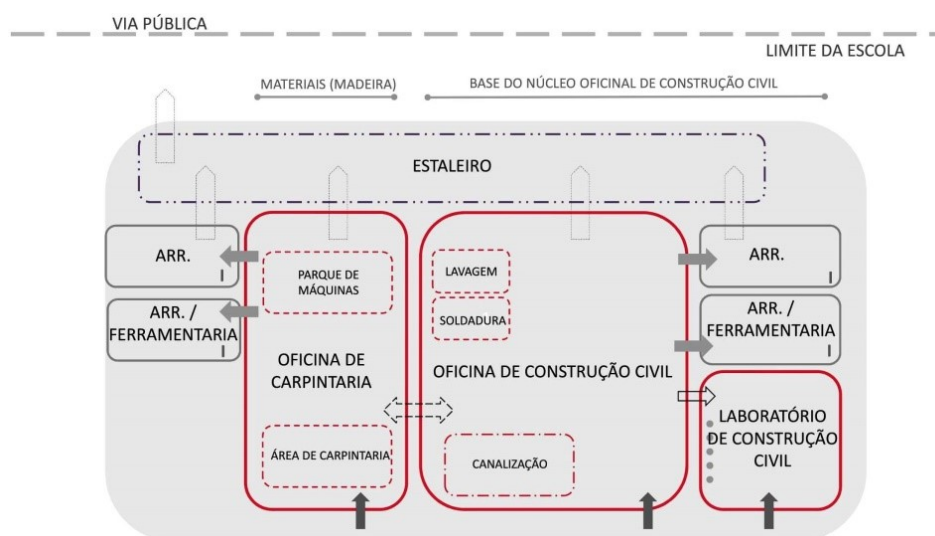 VIA PÚBLICA
LIMITE DA ESCOLA
MATERIAIS (MADEIRA)
BASE DO NÚCLEO OFICINAL DE CONSTRUÇÃO CIVIL
ESTALEIRO
ARR.
I
ARR. /
FERRAMENTARIA
I
PARQUE DE
MÁQUINAS
OFICINA DE
CARPINTARIA
ÁREA DE CARPINTARIA
LAVAGEM
SOLDADURA
OFICINA DE CONSTRUÇÃO CIVIL
CANALIZAÇÃO
ARR.
I
ARR. /
FERRAMENTARIA
I
LABORATÓRIO
DE CONSTRUÇÃO
CIVIL